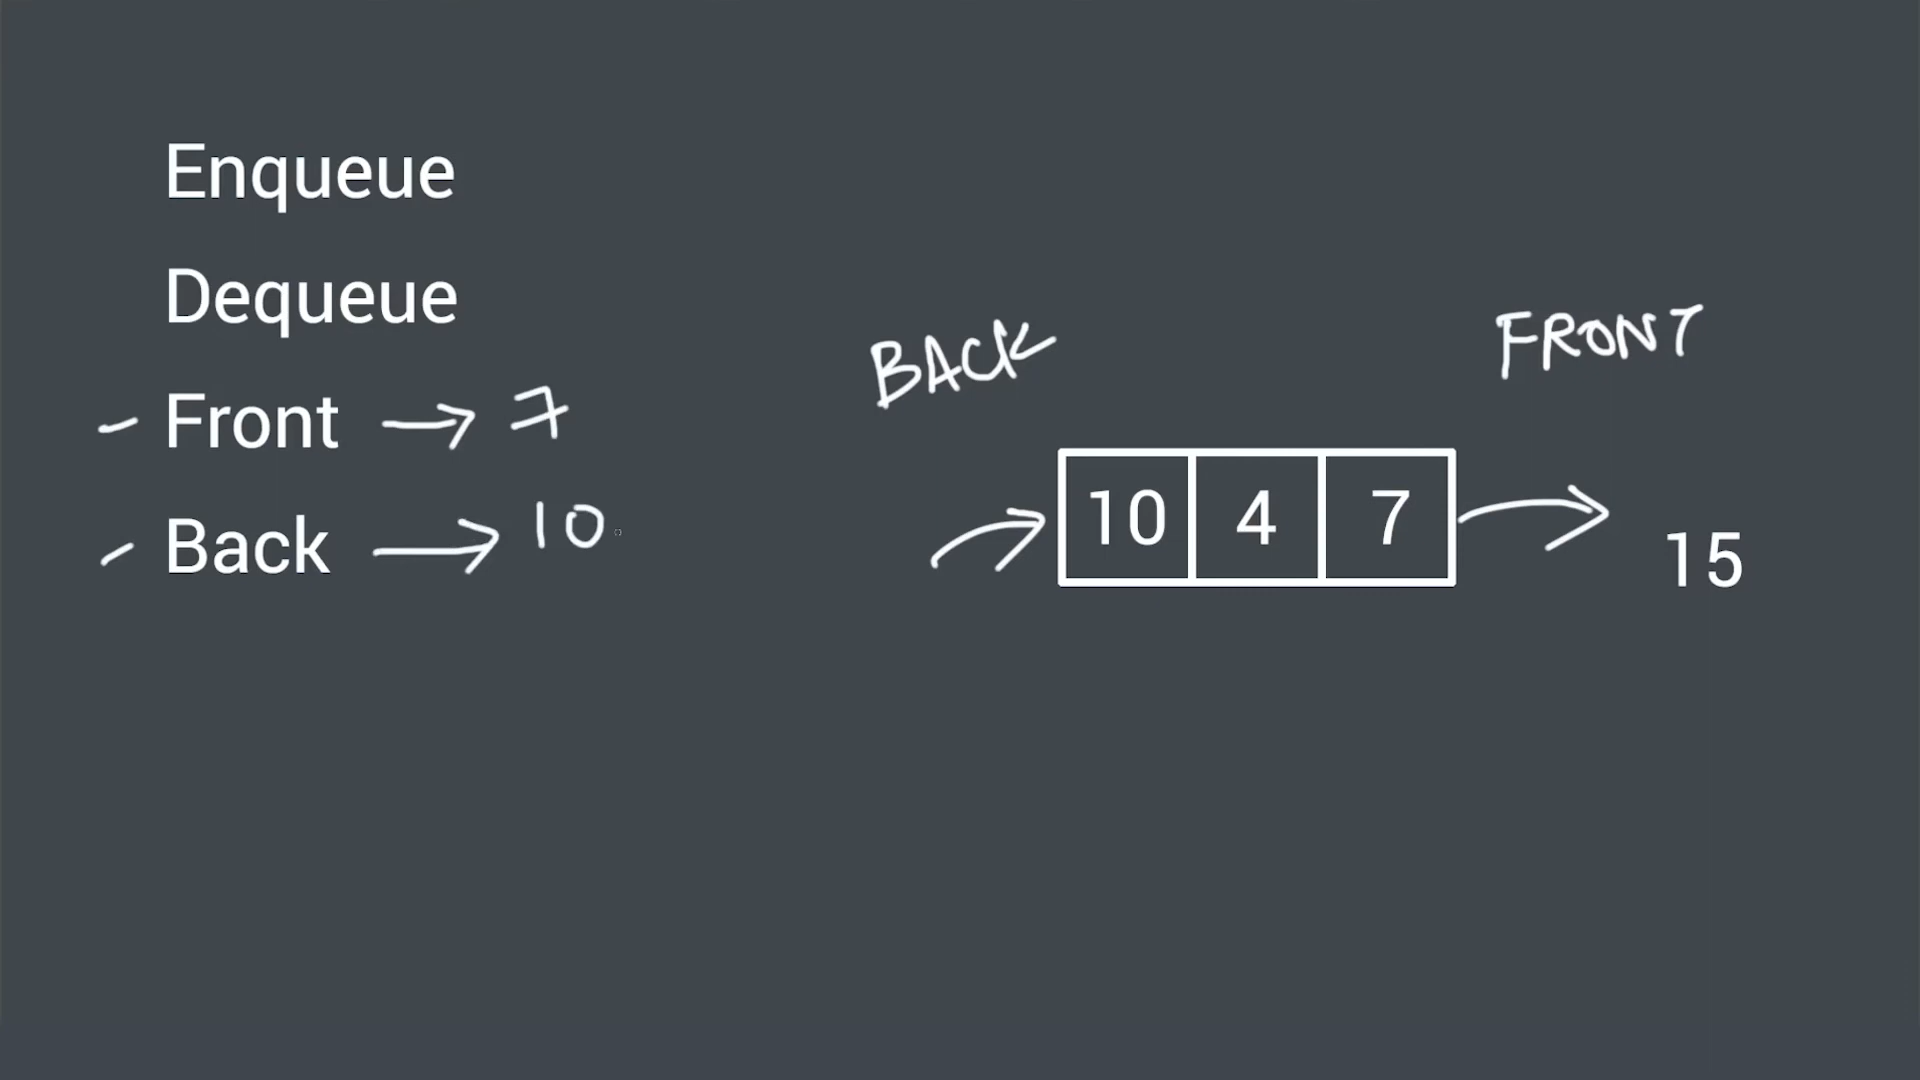 Enqueue
Dequeue
- Front → 7
- Back → 10
BACK
FRONT
10 4 7
15